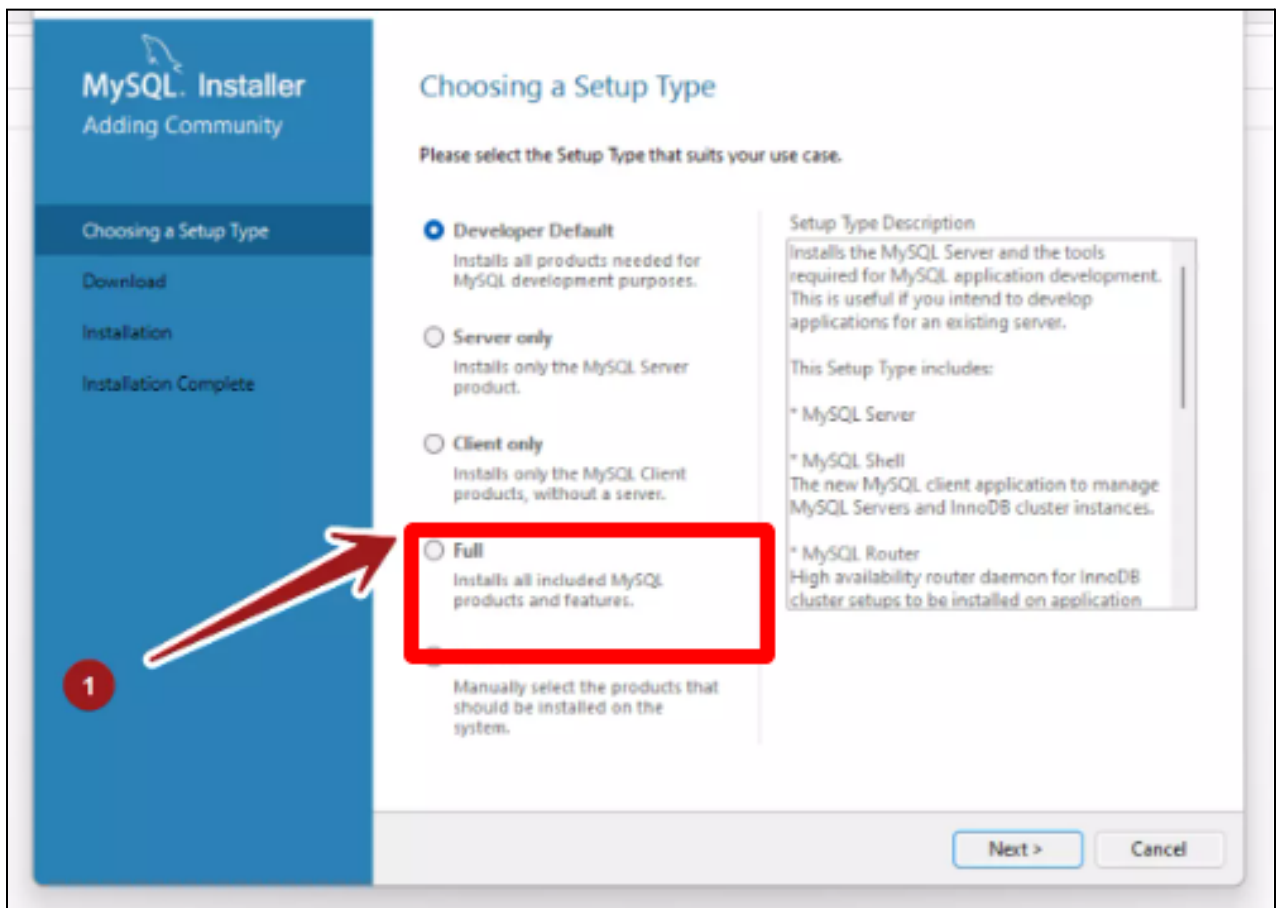 MySQL. Installer
Adding Community
Choosing a Setup Type
Download
Installation
Installation Complete
Choosing a Setup Type
Please select the Setup Type that suits your use case.
Developer Default
Installs all products needed for
MySQL development purposes.
Server only
Installs only the MySQL Server
product.
Client only
Installs only the MySQL Client
products, without a server.
Full
Installs all included MySQL
products and features.
Manually select the products that
should be installed on the
system.
Setup Type Description
Installs the MySQL Server and the tools
required for MySQL application development.
This is useful if you intend to develop
applications for an existing server.
This Setup Type includes:
* MySQL Server
* MySQL Shell
The new MySQL client application to manage
MySQL Servers and InnoDB cluster instances.
* MySQL Router
High availability router daemon for InnoDB
cluster setups to be installed on application
1
Next >
Cancel